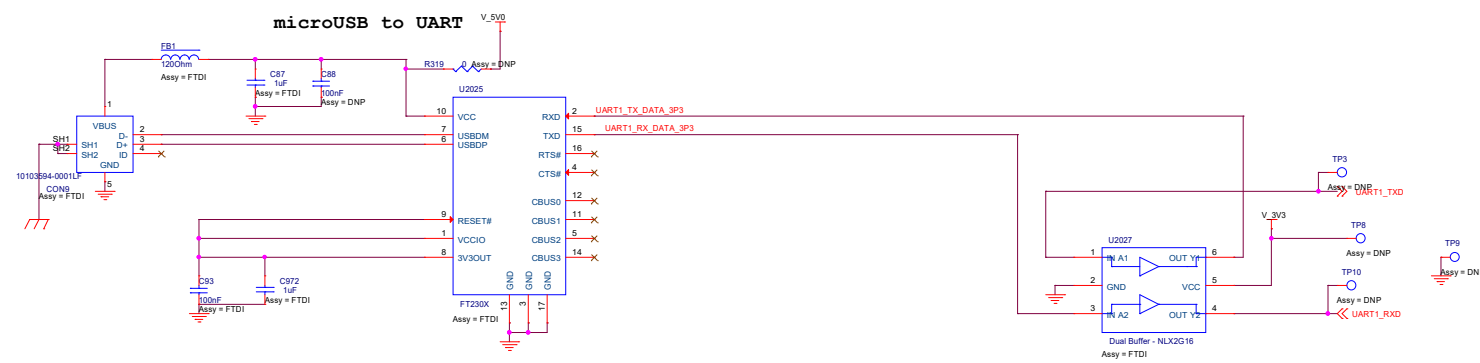 microUSB to UART
V_5V0
FB1
120Ohm
Assy = FTDI
C87
1uF
Assy = FTDI
C88
100nF
Assy = DNP
R319
0
Assy = DNP
U2025
1
VBUS
D-
D+
ID
GND
SH1
SH2
SH1
SH2
2
3
4
5
10103594-0001LF
CON9
Assy = FTDI
10
VCC
7
USBDM
6
USBDP
9
RESET#
1
VCCIO
8
3V3OUT
RXD
2
UART1_TX_DATA_3P3
TXD
15
UART1_RX_DATA_3P3
RTS#
16
CTS#
4
CBUS0
12
CBUS1
11
CBUS2
5
CBUS3
14
GND
GND
GND
13
3
17
FT230X
Assy = FTDI
C93
100nF
Assy = FTDI
C972
1uF
Assy = FTDI
TP3
Assy = DNP
UART1_TXD
V_3V3
TP8
Assy = DNP
TP9
Assy = DN
U2027
1
IN A1
OUT Y1
6
2
GND
VCC
5
3
IN A2
OUT Y2
4
TP10
Assy = DNP
UART1_RXD
Dual Buffer - NLX2G16
Assy = FTDI